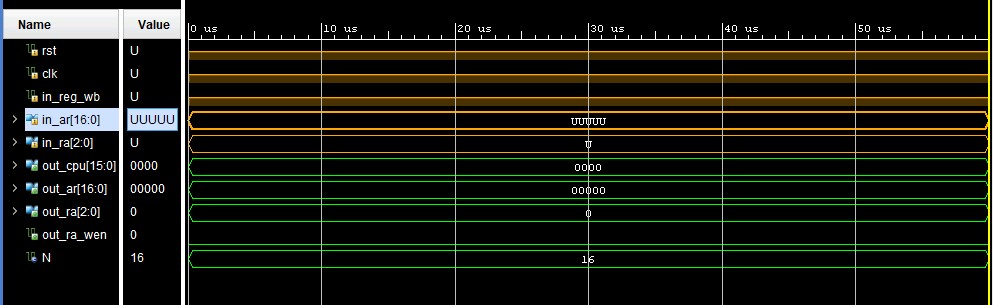 Name Value 0 us 10 us 20 us 30 us 40 us 50 us
rst U
clk U
in_reg_wb U
in_ar[16:0] UUUUU UUUUU
in_ra[2:0] U U
out_cpu[15:0] 0000 0000
out_ar[16:0] 00000 00000
out_ra[2:0] 0 0
out_ra_wen 0
N 16 16